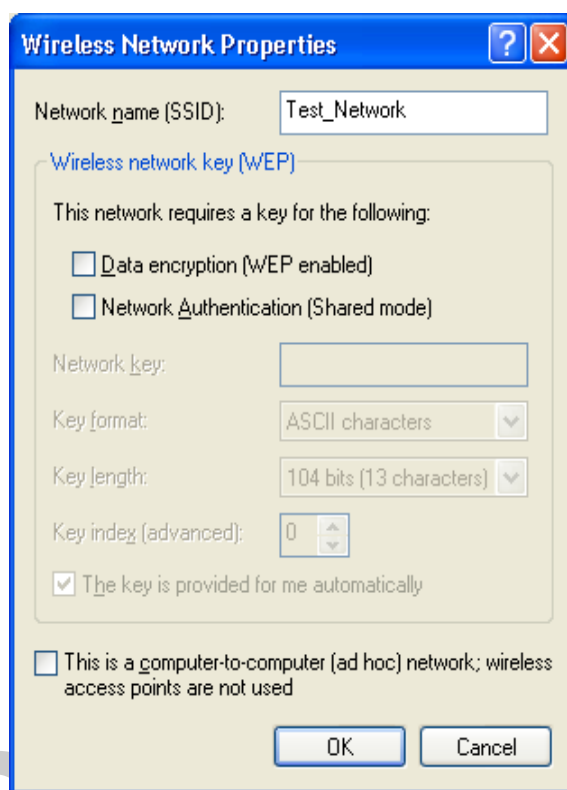 Wireless Network Properties
Network name (SSID): Test_Network
Wireless network key (WEP)
This network requires a key for the following:
Data encryption (WEP enabled)
Network Authentication (Shared mode)
Network key:
Key format: ASCII characters
Key length: 104 bits (13 characters)
Key index (advanced): 0
The key is provided for me automatically
This is a computer-to-computer (ad hoc) network; wireless
access points are not used
OK Cancel